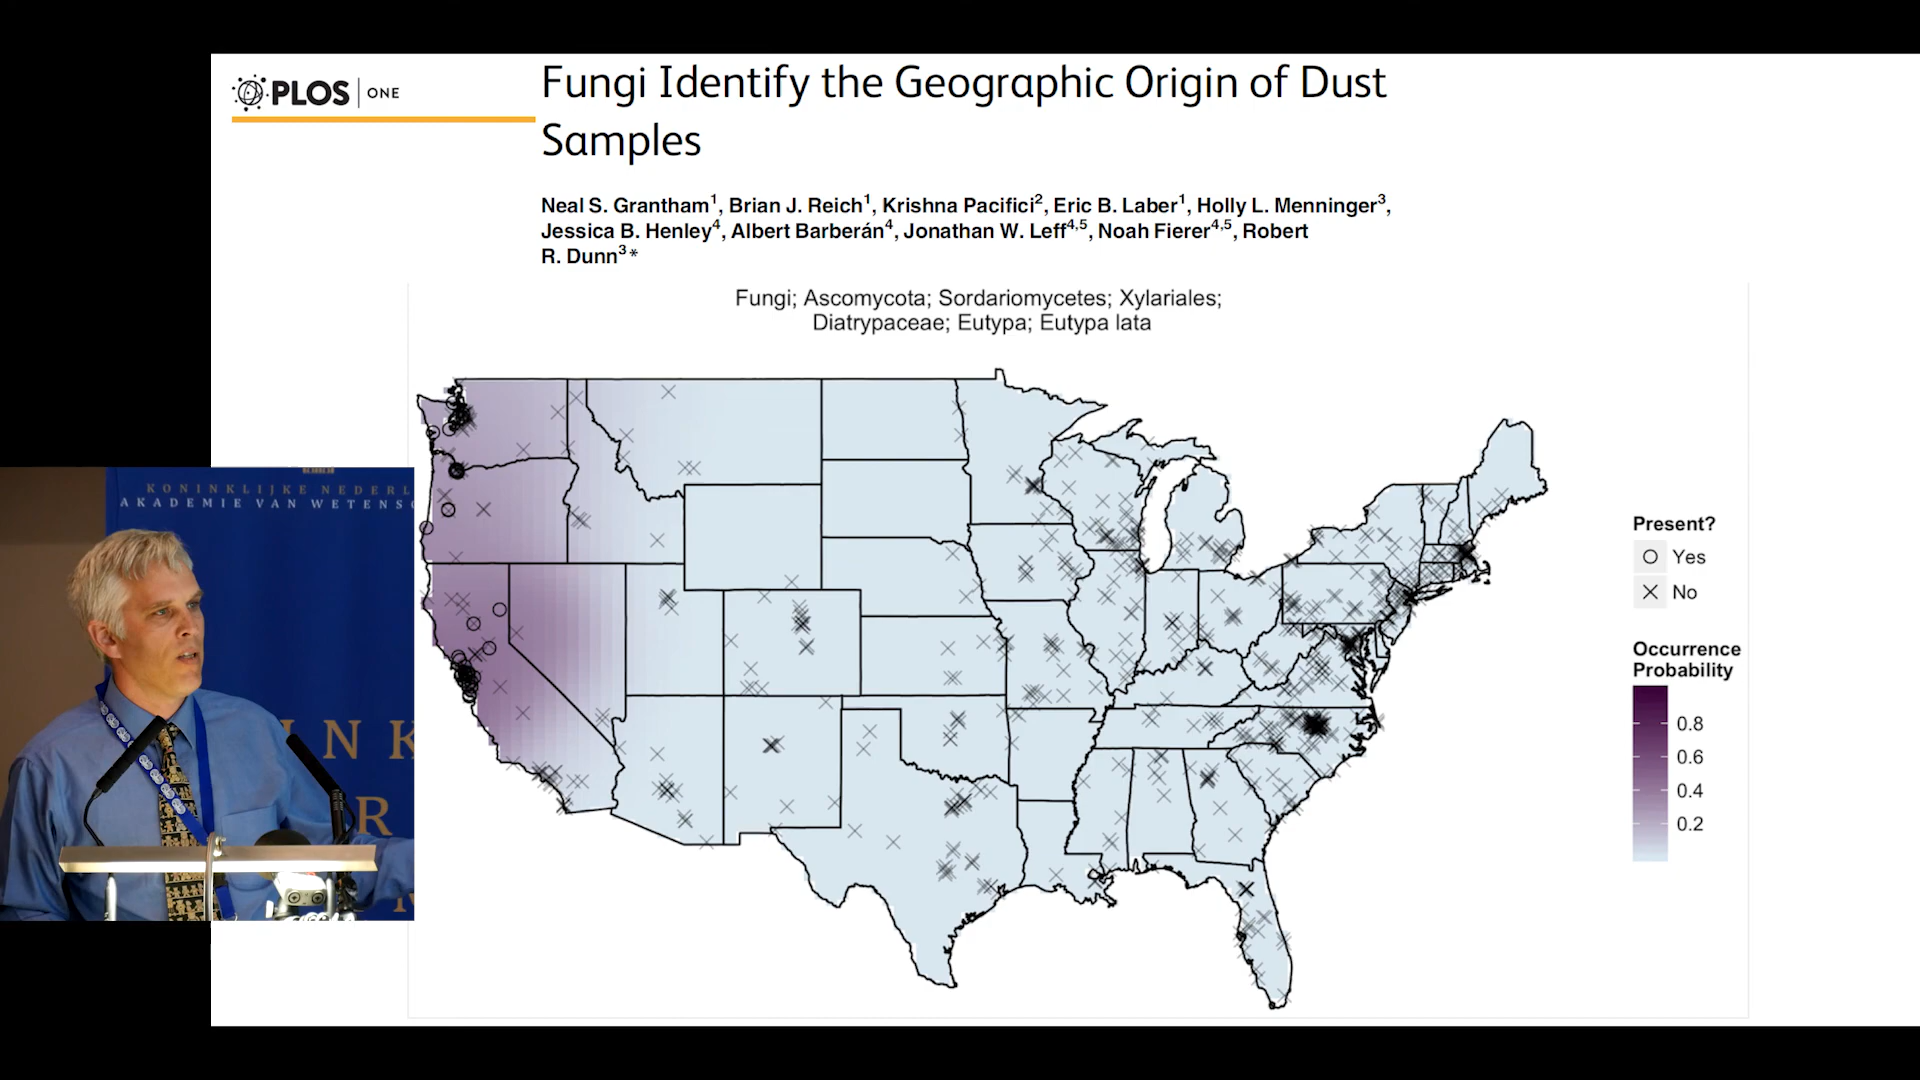 PLOS ONE
Fungi Identify the Geographic Origin of Dust
Samples
Neal S. Grantham1, Brian J. Reich1, Krishna Pacifici2, Eric B. Laber1, Holly L. Menninger3,
Jessica B. Henley4, Albert Barberán4, Jonathan W. Leff4,5, Noah Fierer4,5, Robert
R. Dunn3*
Fungi; Ascomycota; Sordariomycetes; Xylariales;
Diatrypaceae; Eutypa; Eutypa lata
Present?
Yes
No
Occurrence
Probability
0.8
0.6
0.4
0.2
KONINKLIJKE NEDERL
AKADEMIE VAN WETENS
INK
R